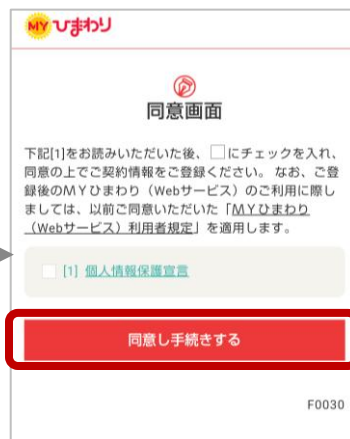 MY ひまわり
同意画面
下記[1]をお読みいただいた後、□にチェックを入れ、
同意の上でご契約情報をご登録ください。 なお、ご登
録後のMYひまわり（Webサービス）のご利用に際し
ましては、以前ご同意いただいた「MYひまわり
（Webサービス）利用者規定」を適用します。
[1] 個人情報保護宣言
同意し手続きする
F0030